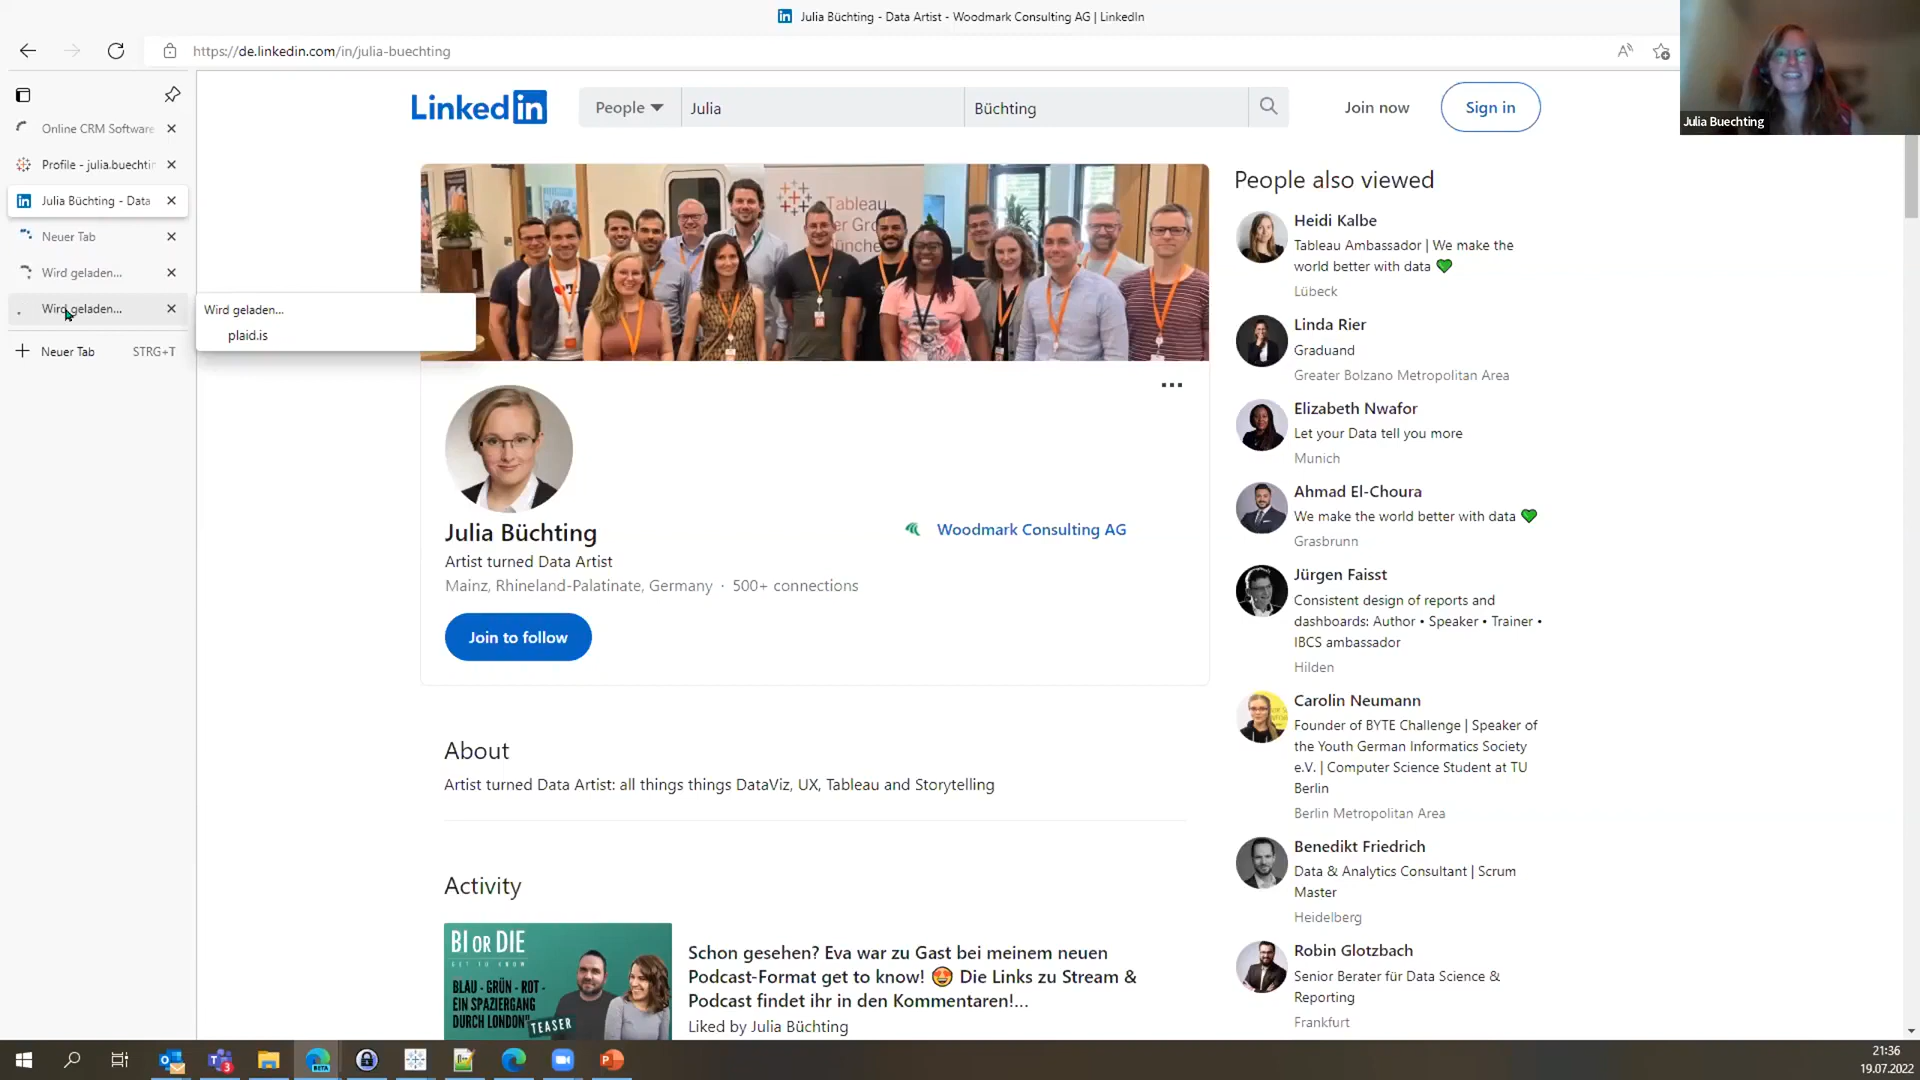 Julia Büchting - Data Artist - Woodmark Consulting AG | LinkedIn
https://de.linkedin.com/in/julia-buechting
Julia Buechting
Online CRM Software
Profile - julia.buechtin
Julia Büchting - Data
Neuer Tab
Wird geladen...
Wird geladen...
Neuer Tab STRG+T
Wird geladen...
plaid.is
Linked in
People
Julia
Büchting
Join now
Sign in
Tableau
Julia Büchting
Artist turned Data Artist
Mainz, Rhineland-Palatinate, Germany · 500+ connections
Woodmark Consulting AG
Join to follow
About
Artist turned Data Artist: all things things DataViz, UX, Tableau and Storytelling
Activity
BI OR DIE
GET TO KNOW
BLAU - GRÜN - ROT -
EIN SPAZIERGANG
DURCH LONDON"
TEASER
Schon gesehen? Eva war zu Gast bei meinem neuen
Podcast-Format get to know! 🤩 Die Links zu Stream &
Podcast findet ihr in den Kommentaren!...
Liked by Julia Büchting
People also viewed
Heidi Kalbe
Tableau Ambassador | We make the
world better with data 💚
Lübeck
Linda Rier
Graduand
Greater Bolzano Metropolitan Area
Elizabeth Nwafor
Let your Data tell you more
Munich
Ahmad El-Choura
We make the world better with data 💚
Grasbrunn
Jürgen Faisst
Consistent design of reports and
dashboards: Author • Speaker • Trainer •
IBCS ambassador
Hilden
Carolin Neumann
Founder of BYTE Challenge | Speaker of
the Youth German Informatics Society
e.V. | Computer Science Student at TU
Berlin
Berlin Metropolitan Area
Benedikt Friedrich
Data & Analytics Consultant | Scrum
Master
Heidelberg
Robin Glotzbach
Senior Berater für Data Science &
Reporting
Frankfurt
BETA
3
21:36
19.07.2022